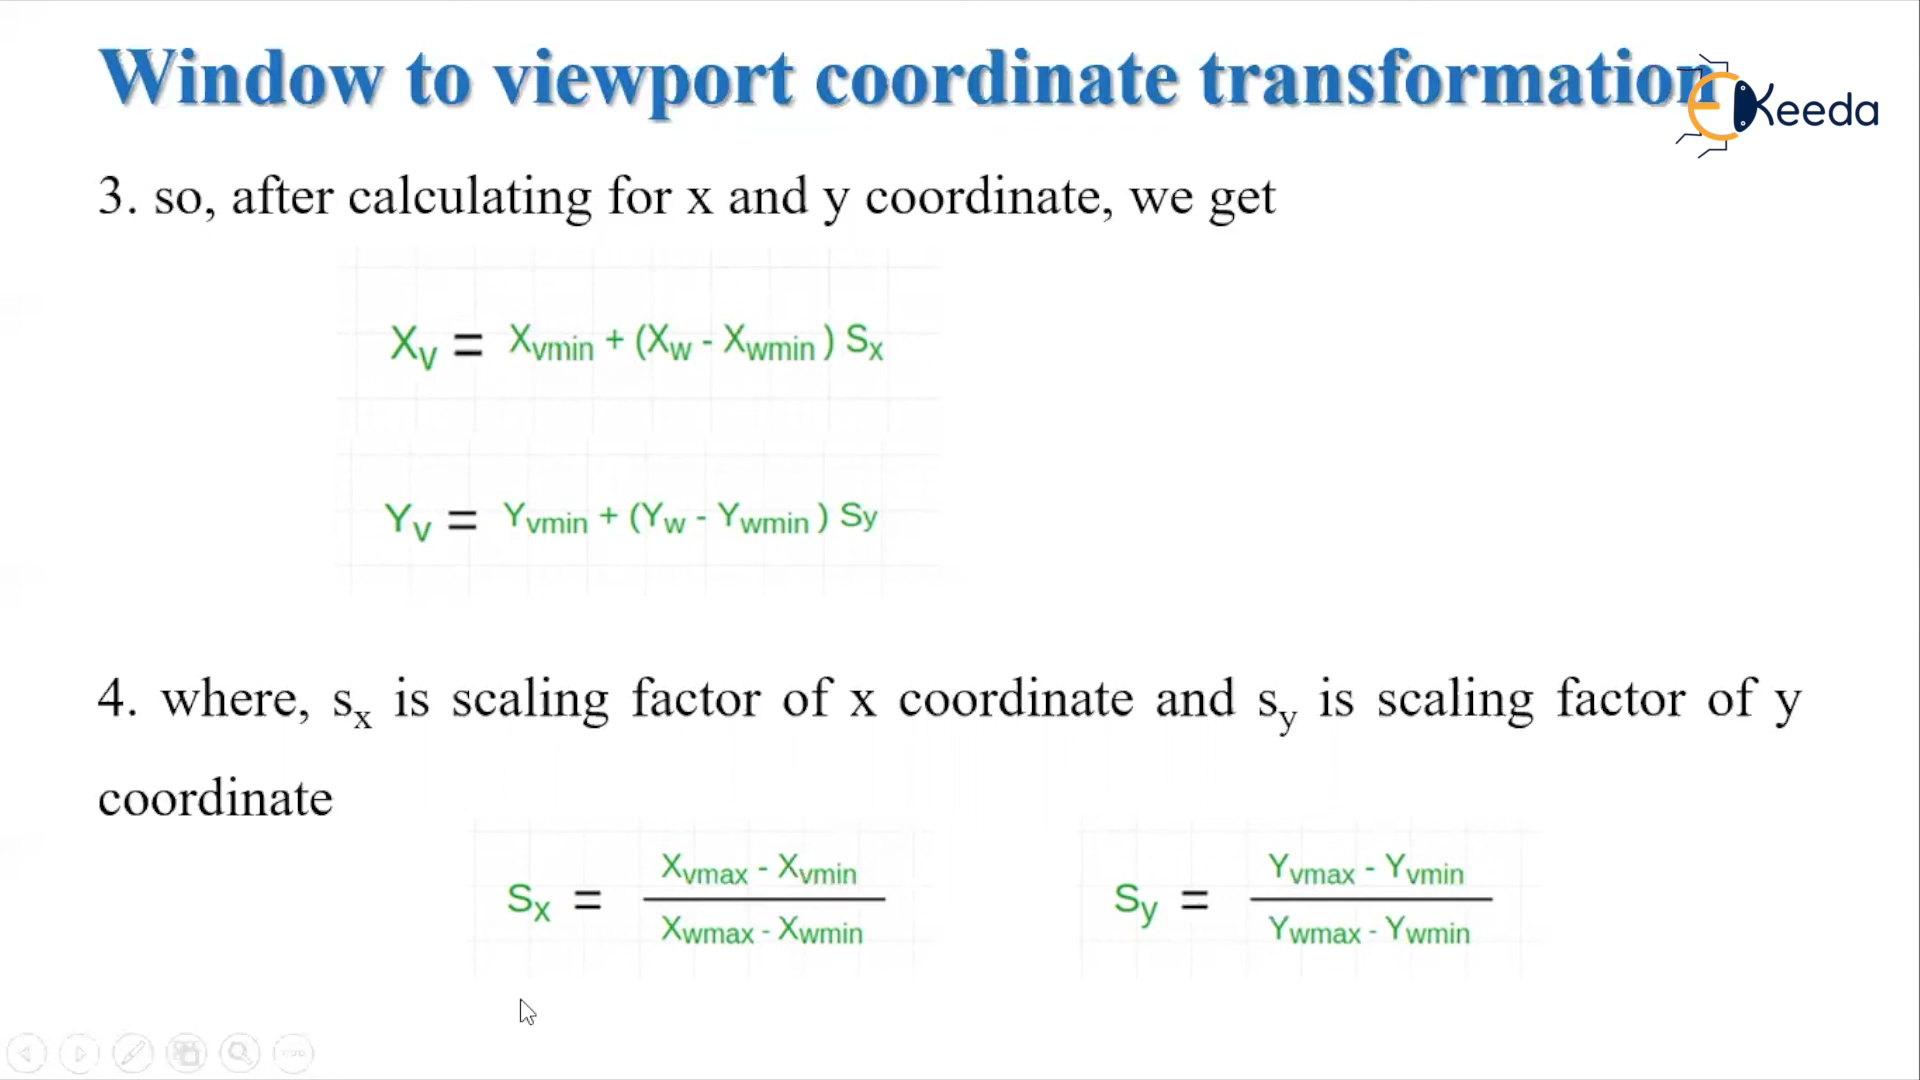 Window to viewport coordinate transformation
eKeeda
3. so, after calculating for x and y coordinate, we get
Xv = Xvmin + (Xw - Xwmin ) Sx
Yv = Yvmin + (Yw - Ywmin ) Sy
4. where, sx is scaling factor of x coordinate and sy is scaling factor of y
coordinate
Sx = Xvmax - Xvmin
Xwmax - Xwmin
Sy = Yvmax - Yvmin
Ywmax - Ywmin